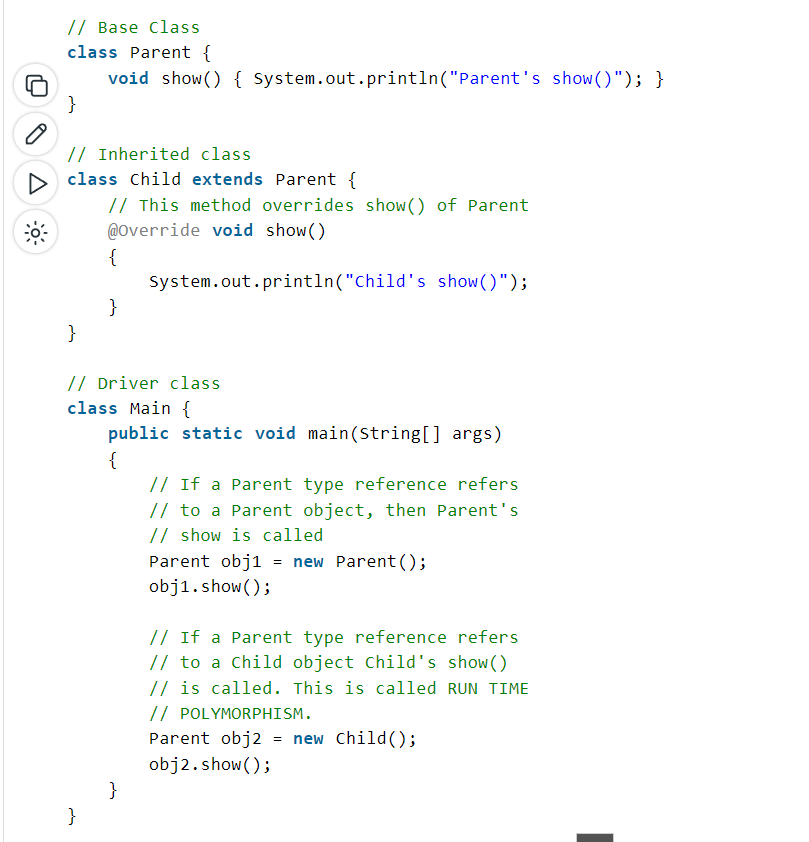 // Base Class
class Parent {
    void show() { System.out.println("Parent's show()"); }
}

// Inherited class
class Child extends Parent {
    // This method overrides show() of Parent
    @Override void show()
    {
        System.out.println("Child's show()");
    }
}

// Driver class
class Main {
    public static void main(String[] args)
    {
        // If a Parent type reference refers
        // to a Parent object, then Parent's
        // show is called
        Parent obj1 = new Parent();
        obj1.show();

        // If a Parent type reference refers
        // to a Child object Child's show()
        // is called. This is called RUN TIME
        // POLYMORPHISM.
        Parent obj2 = new Child();
        obj2.show();
    }
}